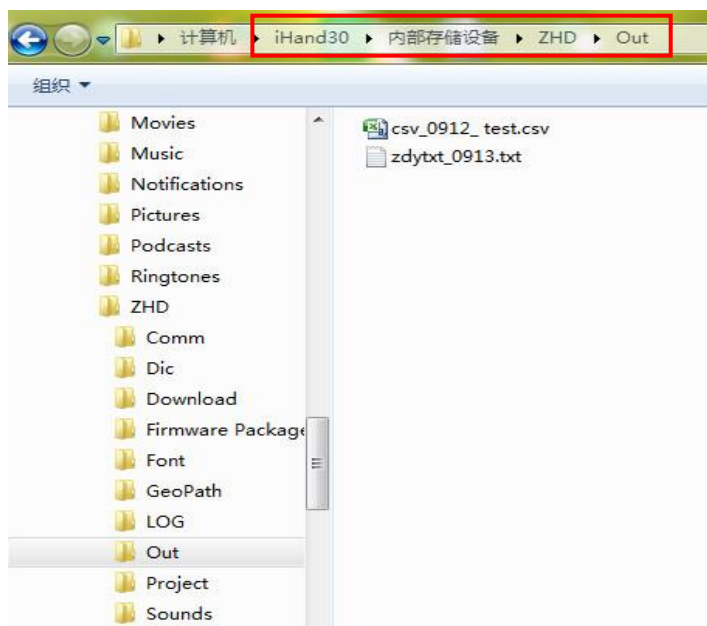 计算机 iHand30 内部存储设备 ZHD Out
组织
Movies
Music
Notifications
Pictures
Podcasts
Ringtones
ZHD
Comm
Dic
Download
Firmware Package
Font
GeoPath
LOG
Out
Project
Sounds
csv_0912_ test.csv
zdytxt_0913.txt